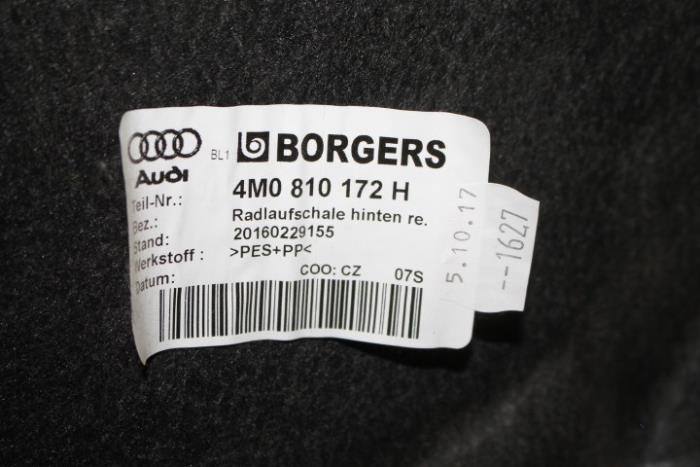 BL1 BORGERS
Audi
Teil-Nr.: 4M0 810 172 H
Bez.: Radlaufschale hinten re.
Stand: 20160229155
Werkstoff : >PES+PP<
Datum: COO: CZ 07S
5.10.17
--1627